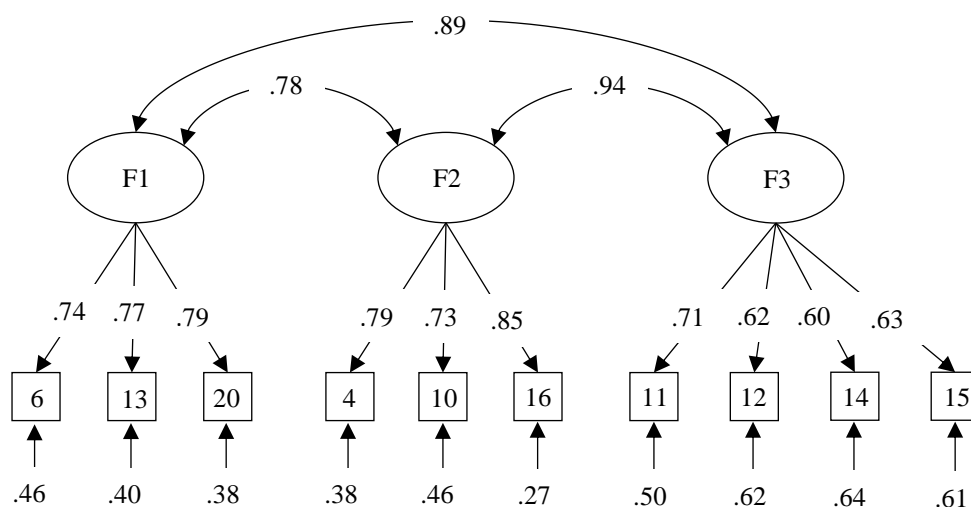 .89
.78 .94
F1 F2 F3
.74 .77 .79 .79 .73 .85 .71 .62 .60 .63
6 13 20 4 10 16 11 12 14 15
.46 .40 .38 .38 .46 .27 .50 .62 .64 .61